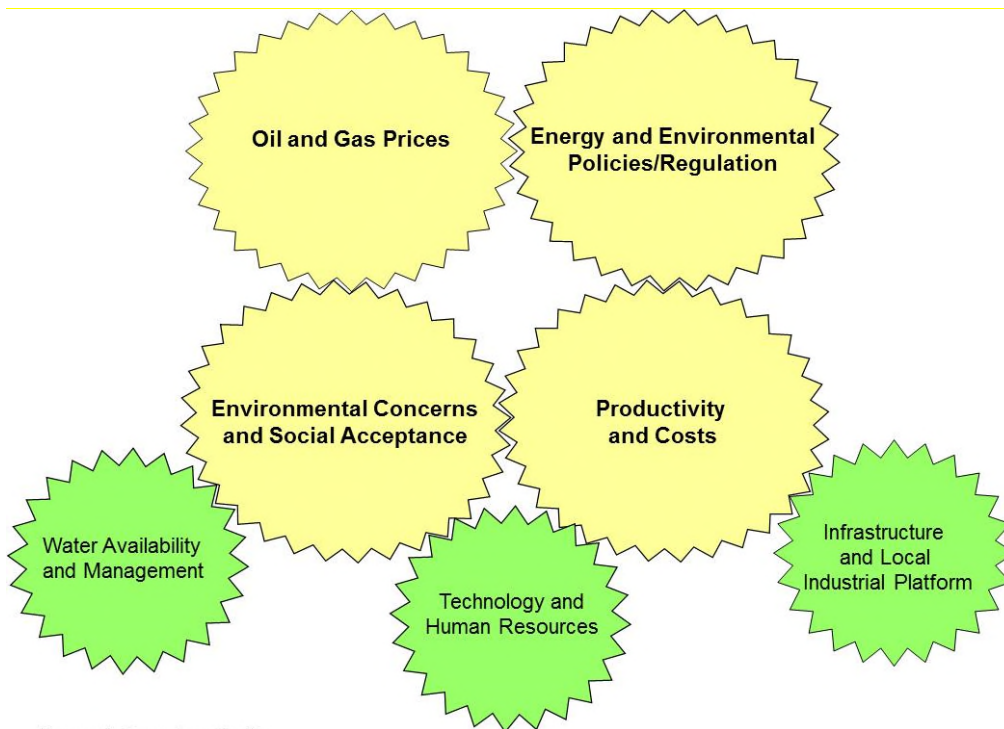 Oil and Gas Prices
Energy and Environmental
Policies/Regulation
Environmental Concerns
and Social Acceptance
Productivity
and Costs
Water Availability
and Management
Technology and
Human Resources
Infrastructure
and Local
Industrial Platform